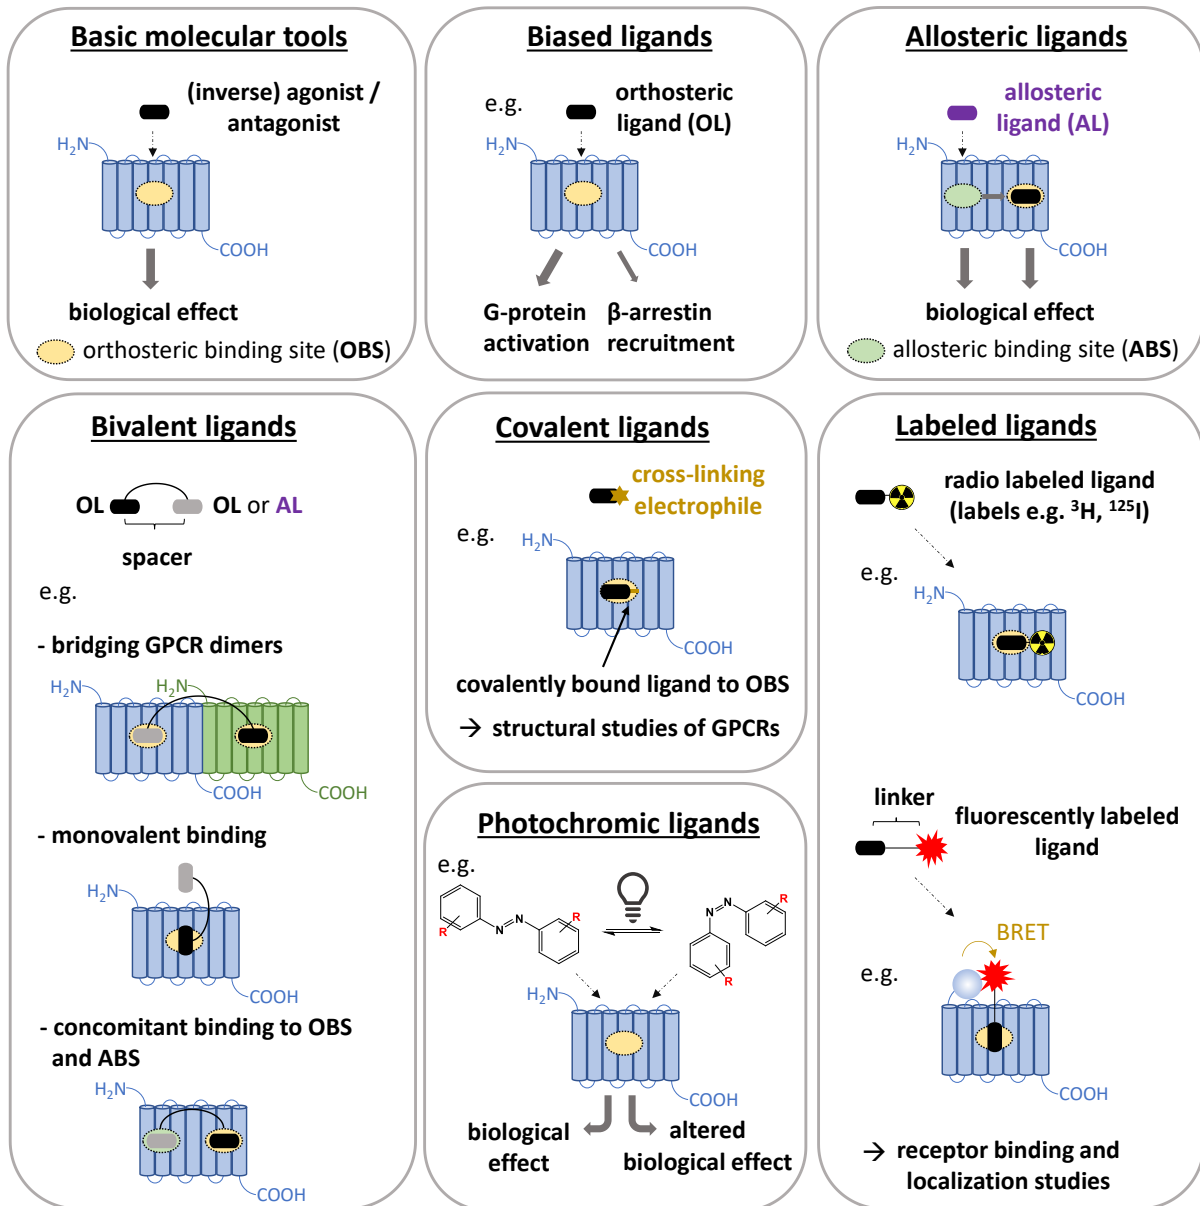 Basic molecular tools
(inverse) agonist /
antagonist
H₂N
COOH
biological effect
orthosteric binding site (OBS)
Biased ligands
e.g.
orthosteric
ligand (OL)
H₂N
COOH
G-protein
activation
β-arrestin
recruitment
Allosteric ligands
allosteric
ligand (AL)
H₂N
COOH
biological effect
allosteric binding site (ABS)
Bivalent ligands
OL OL or AL
spacer
e.g.
- bridging GPCR dimers
H₂N H₂N
COOH COOH
- monovalent binding
H₂N
COOH
- concomitant binding to OBS
and ABS
H₂N
COOH
Covalent ligands
cross-linking
electrophile
e.g.
H₂N
COOH
covalently bound ligand to OBS
→ structural studies of GPCRs
Photochromic ligands
e.g.
R N=N R
N=N R
R
H₂N
COOH
biological
effect
altered
biological effect
Labeled ligands
radio labeled ligand
(labels e.g. ³H, ¹²⁵I)
e.g.
H₂N
COOH
linker
fluorescently labeled
ligand
BRET
e.g.
H₂N
COOH
→ receptor binding and
localization studies